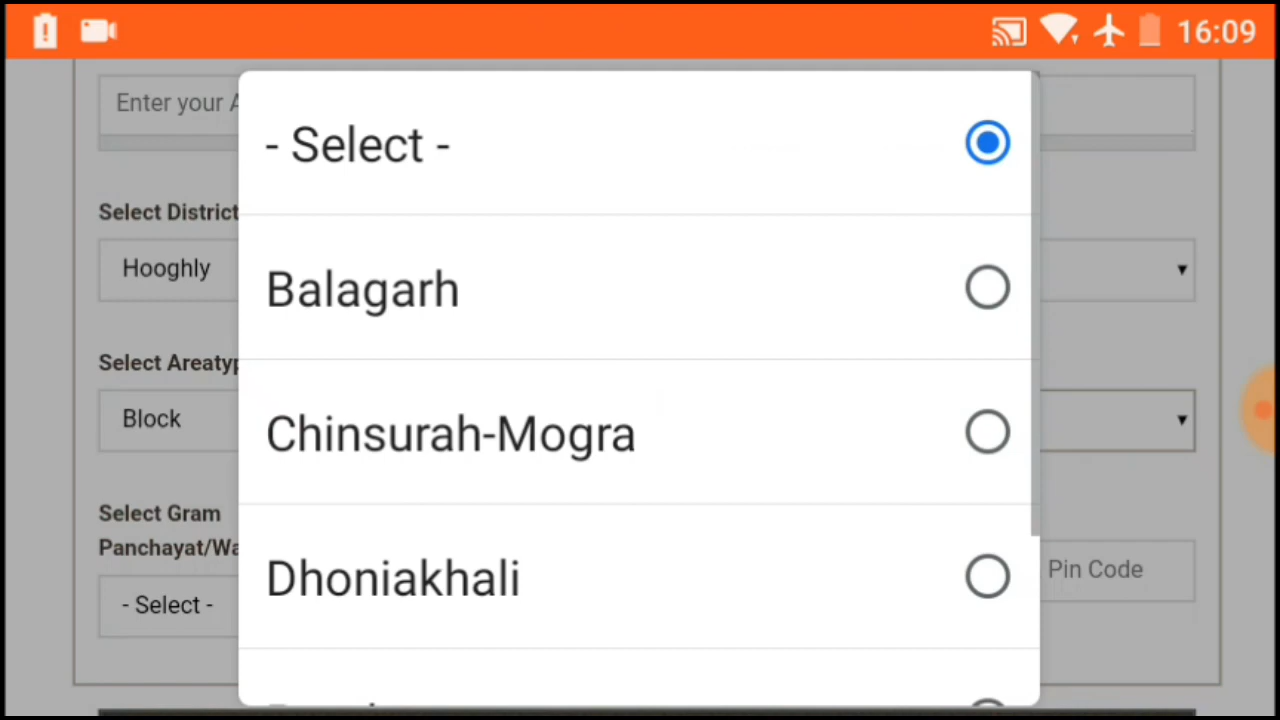 16:09
Enter your A
- Select -
Select District
Hooghly
Balagarh
Select Areatyp
Block
Chinsurah-Mogra
Select Gram
Panchayat/Wa
- Select -
Dhoniakhali
Pin Code